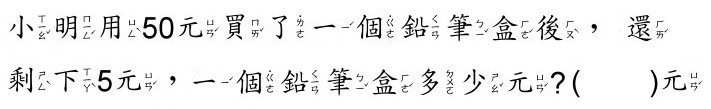 小明用50元買了一個鉛筆盒後， 還
剩下5元，一個鉛筆盒多少元?(　　)元